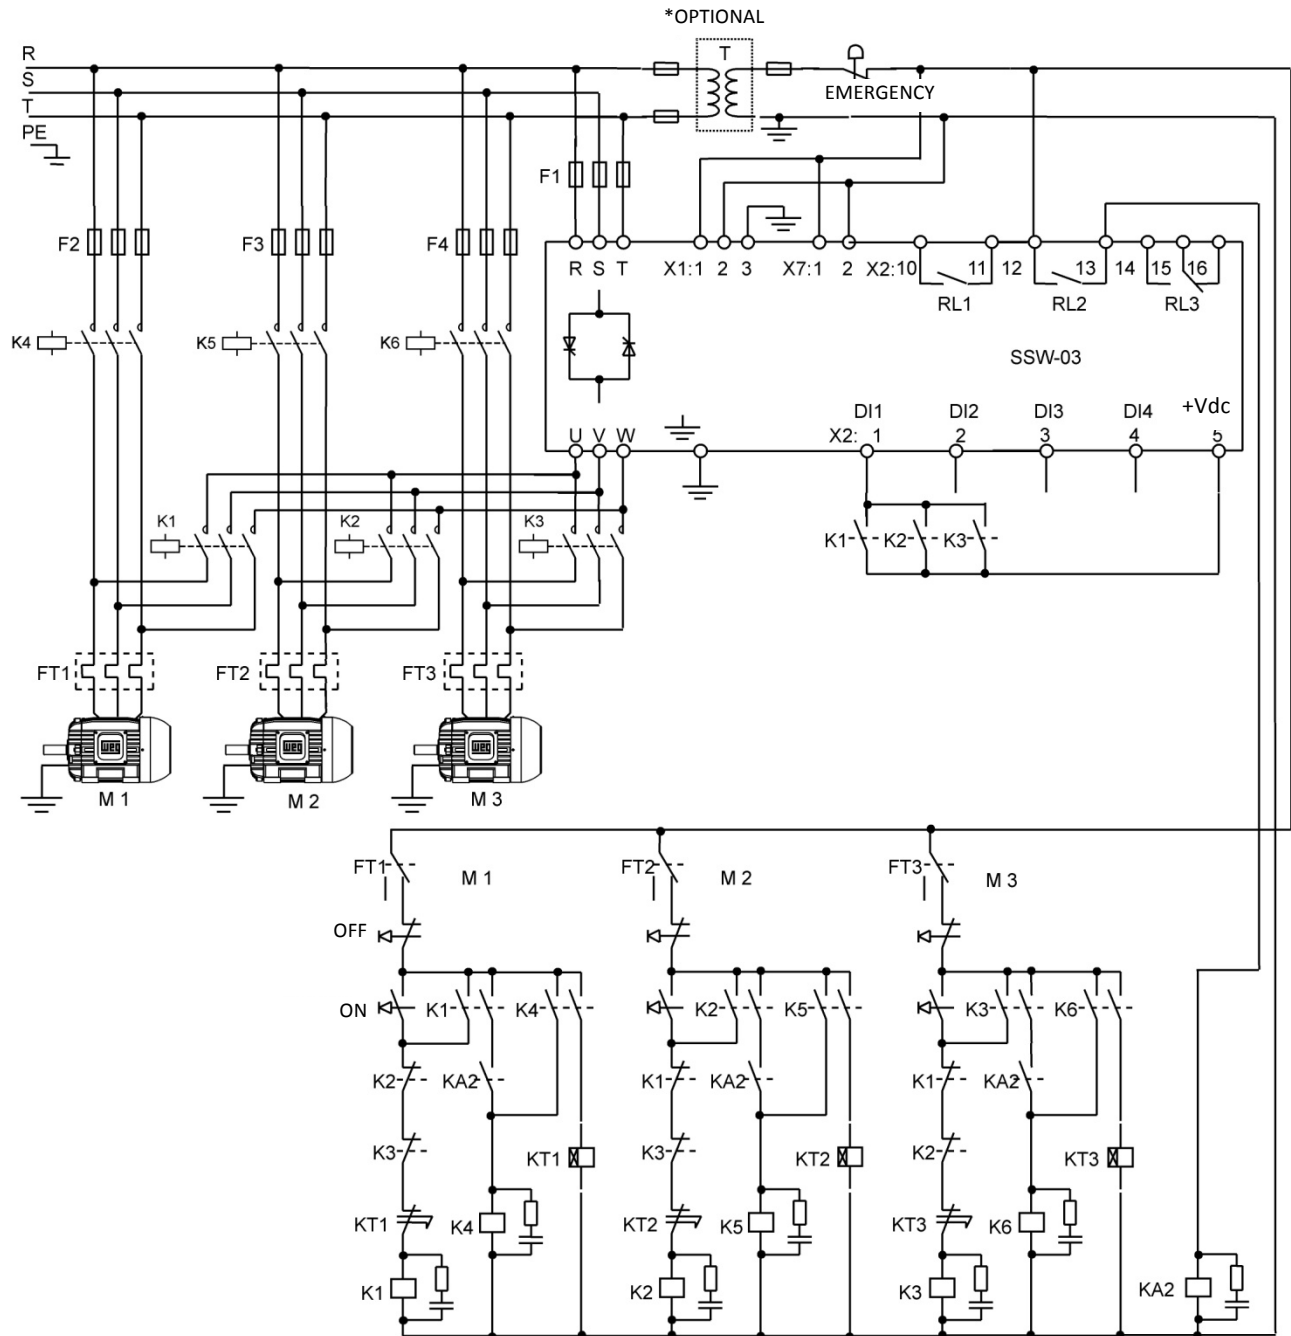 *OPTIONAL
R
S
T
PE
T
EMERGENCY
F1
F2
F3
F4
R S T X1:1 2 3 X7:1 2 X2:10 11 12 13 14 15 16
RL1 RL2 RL3
K4
K5
K6
SSW-03
DI1 DI2 DI3 DI4 +Vdc
U V W X2: 1 2 3 4 5
K1
K2
K3
K1 K2 K3
FT1
FT2
FT3
WEG
WEG
WEG
M 1
M 2
M 3
FT1 M 1
FT2 M 2
FT3 M 3
OFF
ON K1 K4
K2 K5
K3 K6
K2 KA2
K1 KA2
K1 KA2
K3 KT1
K3 KT2
K2 KT3
KT1 K4
KT2 K5
KT3 K6
K1
K2
K3
KA2